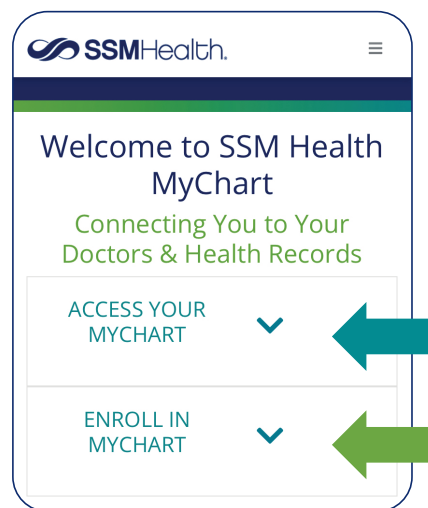 SSMHealth.
Welcome to SSM Health
MyChart
Connecting You to Your
Doctors & Health Records
ACCESS YOUR
MYCHART
ENROLL IN
MYCHART